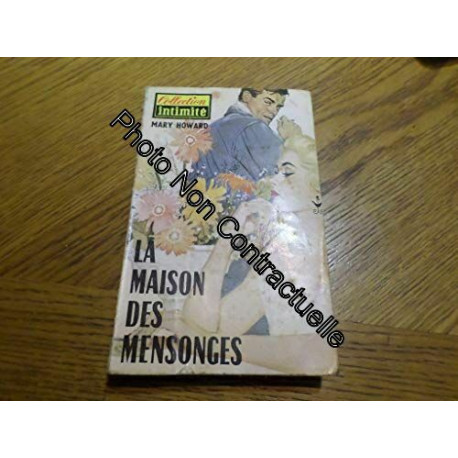 Collection
intimité
MARY HOWARD
Photo Non Contractuelle
LA
MAISON
DES
MENSONGES